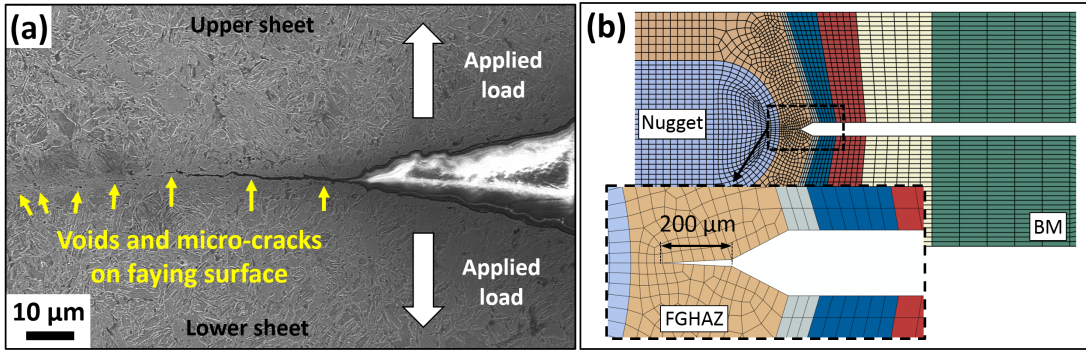 (a)
Upper sheet
Applied
load
Voids and micro-cracks
on faying surface
Applied
load
10 µm
Lower sheet
(b)
Nugget
200 µm
BM
FGHAZ